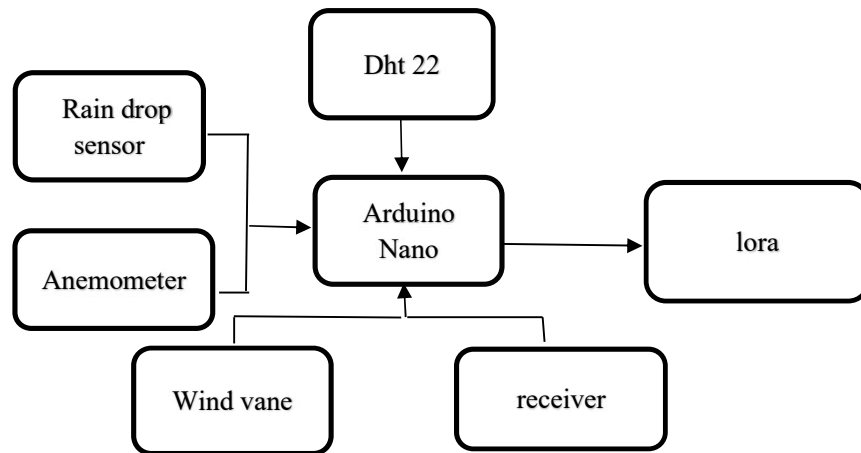 Dht 22
Rain drop
sensor
Arduino
Nano
lora
Anemometer
Wind vane
receiver